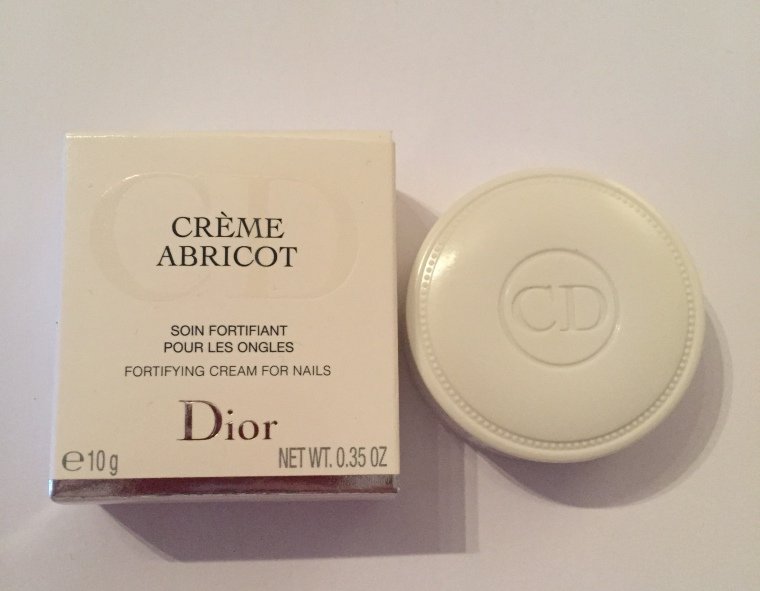 CD
CRÈME
ABRICOT
SOIN FORTIFIANT
POUR LES ONGLES
FORTIFYING CREAM FOR NAILS
Dior
℮10 g NET WT. 0.35 OZ
CD